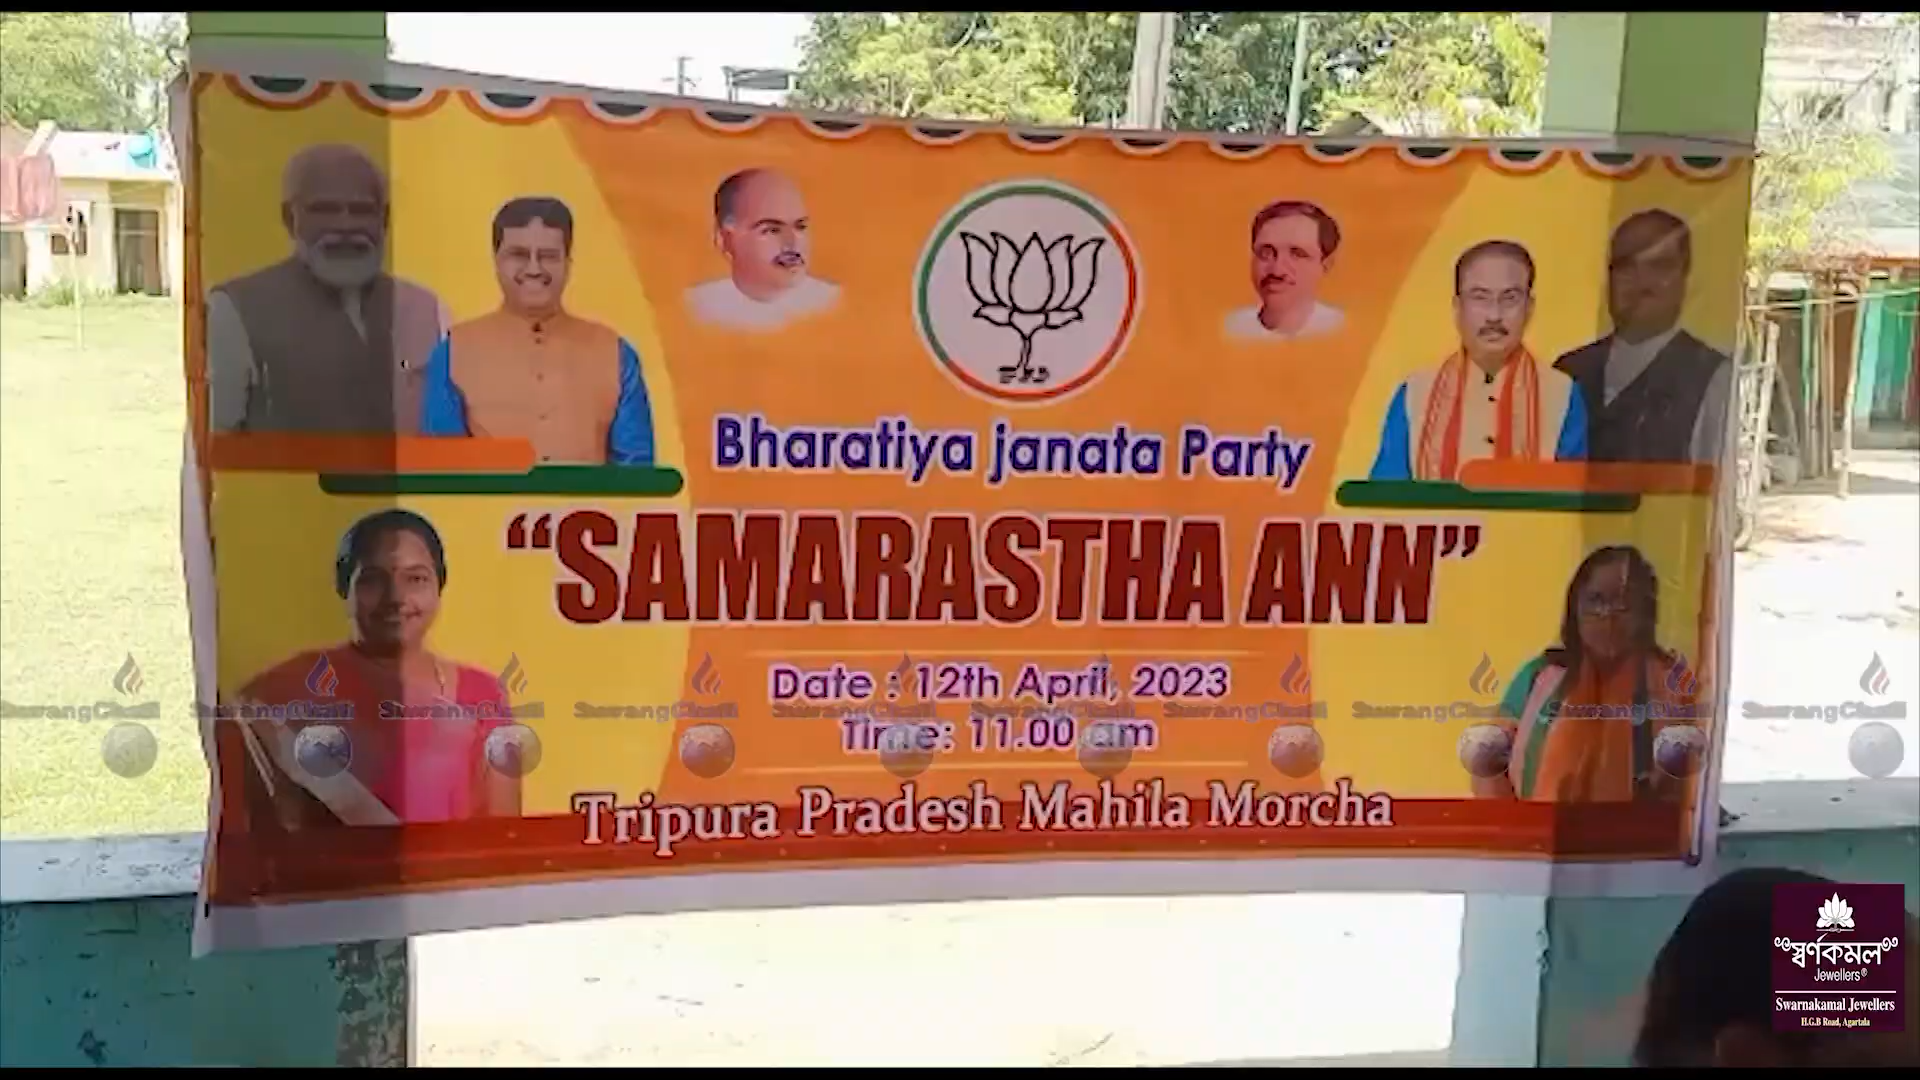 Bharatiya janata Party
"SAMARASTHA ANN"
Date : 12th April, 2023
Time: 11.00 am
Tripura Pradesh Mahila Morcha
স্বর্ণকমল
Jewellers®
Swarnakamal Jewellers
H.G.B Road, Agartala